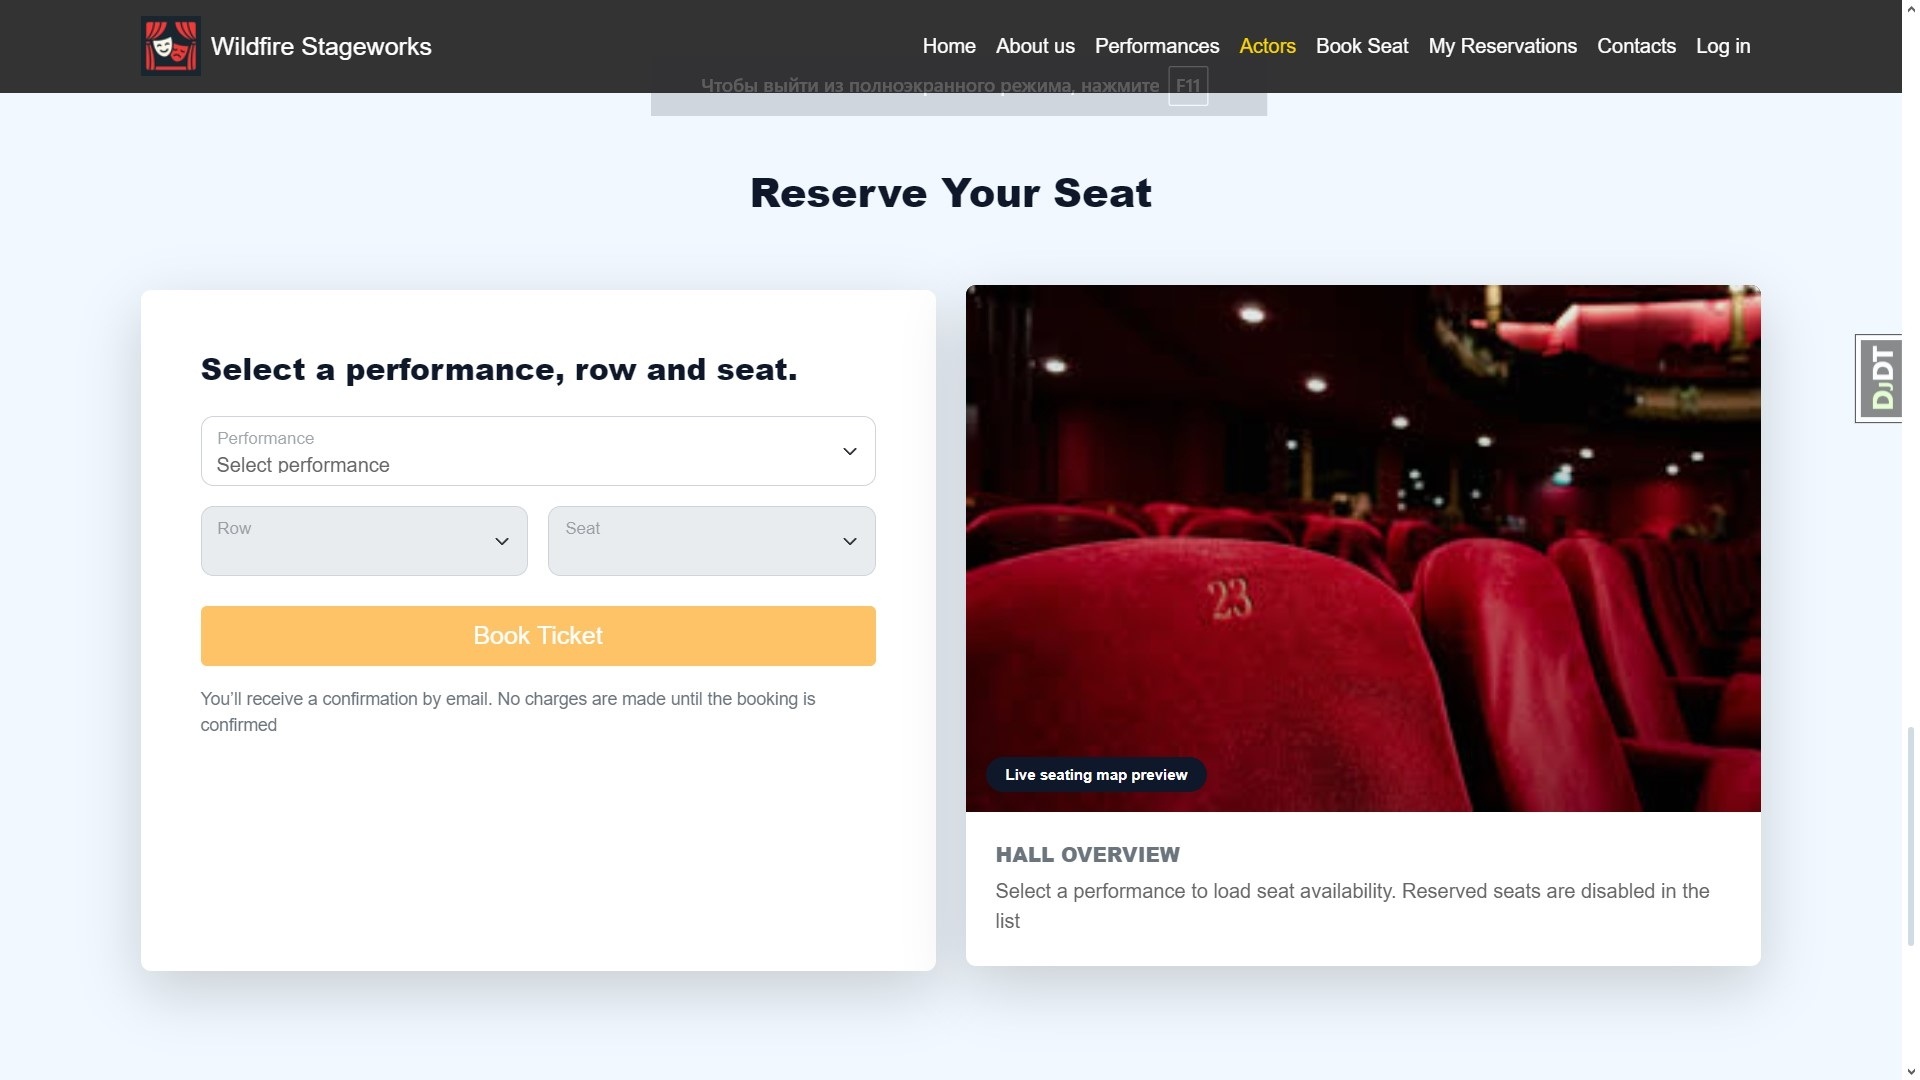 Wildfire Stageworks
Home About us Performances Actors Book Seat My Reservations Contacts Log in
Чтобы выйти из полноэкранного режима, нажмите F11
Reserve Your Seat
Select a performance, row and seat.
Performance
Select performance
Row Seat
Book Ticket
You’ll receive a confirmation by email. No charges are made until the booking is
confirmed
23
Live seating map preview
HALL OVERVIEW
Select a performance to load seat availability. Reserved seats are disabled in the
list
DJDT